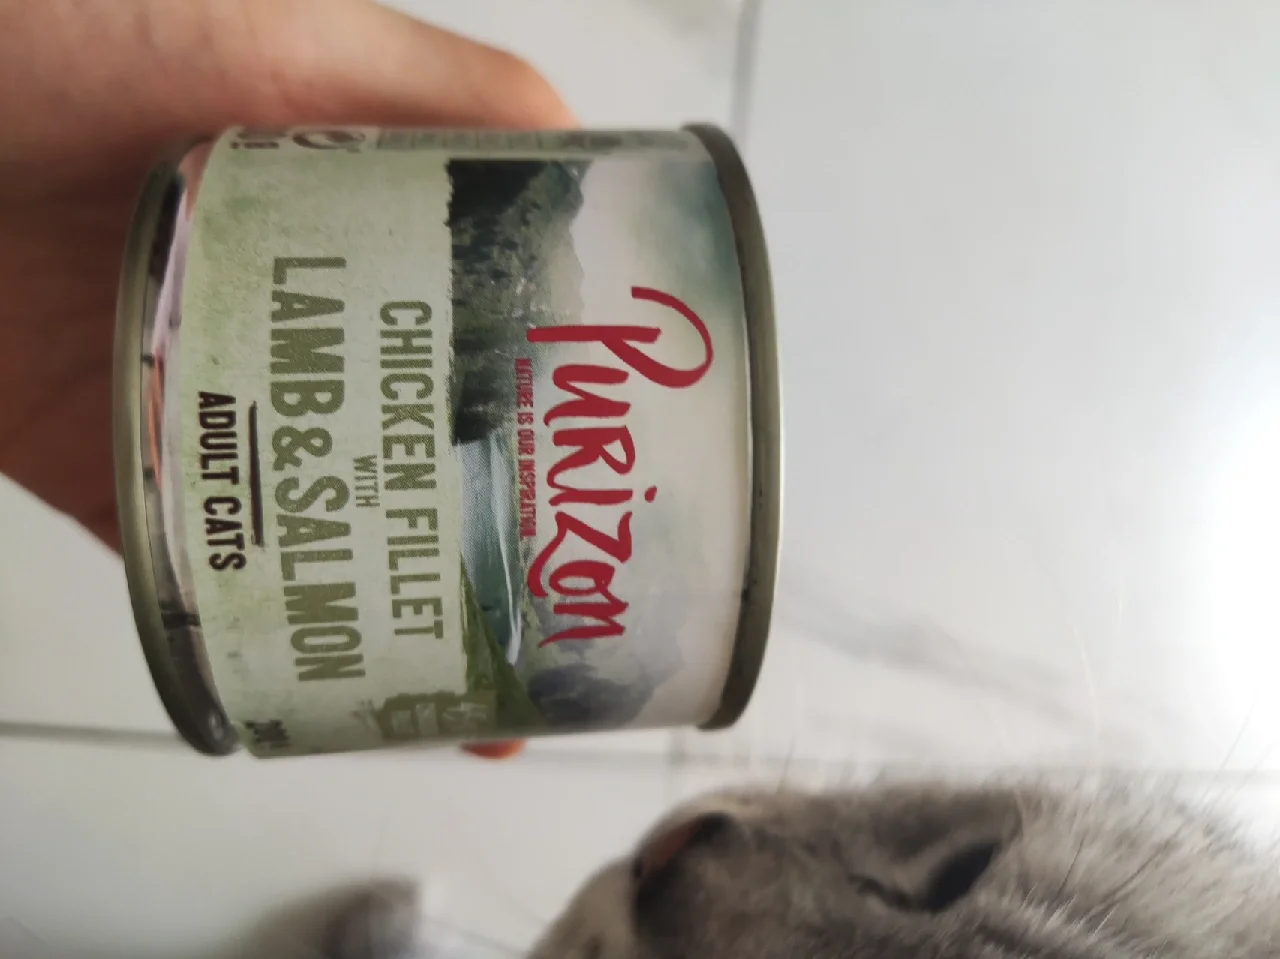 Purizon
NATURE IS OUR INSPIRATION.
CHICKEN FILLET
WITH
LAMB & SALMON
ADULT CATS